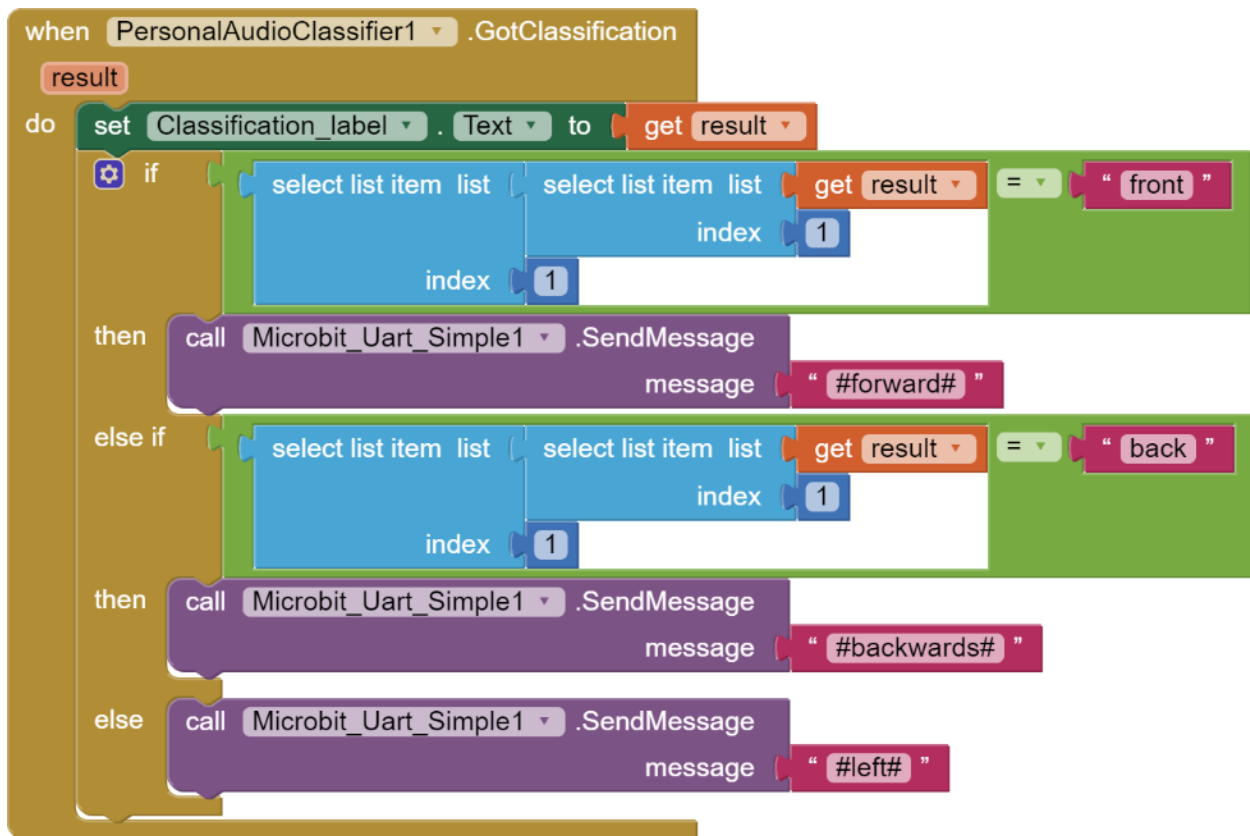 when PersonalAudioClassifier1 .GotClassification
result
do set Classification_label . Text to get result
if select list item list select list item list get result = " front "
index 1
index 1
then call Microbit_Uart_Simple1 .SendMessage
message " #forward# "
else if select list item list select list item list get result = " back "
index 1
index 1
then call Microbit_Uart_Simple1 .SendMessage
message " #backwards# "
else call Microbit_Uart_Simple1 .SendMessage
message " #left# "